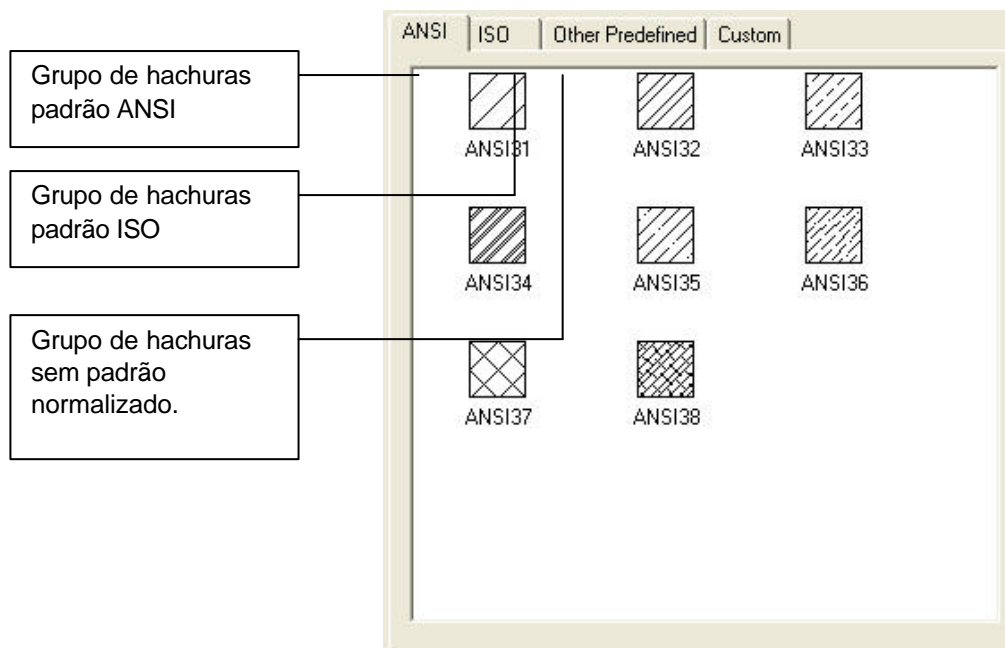 ANSI ISO Other Predefined Custom
Grupo de hachuras
padrão ANSI
Grupo de hachuras
padrão ISO
Grupo de hachuras
sem padrão
normalizado.
ANSI31 ANSI32 ANSI33
ANSI34 ANSI35 ANSI36
ANSI37 ANSI38